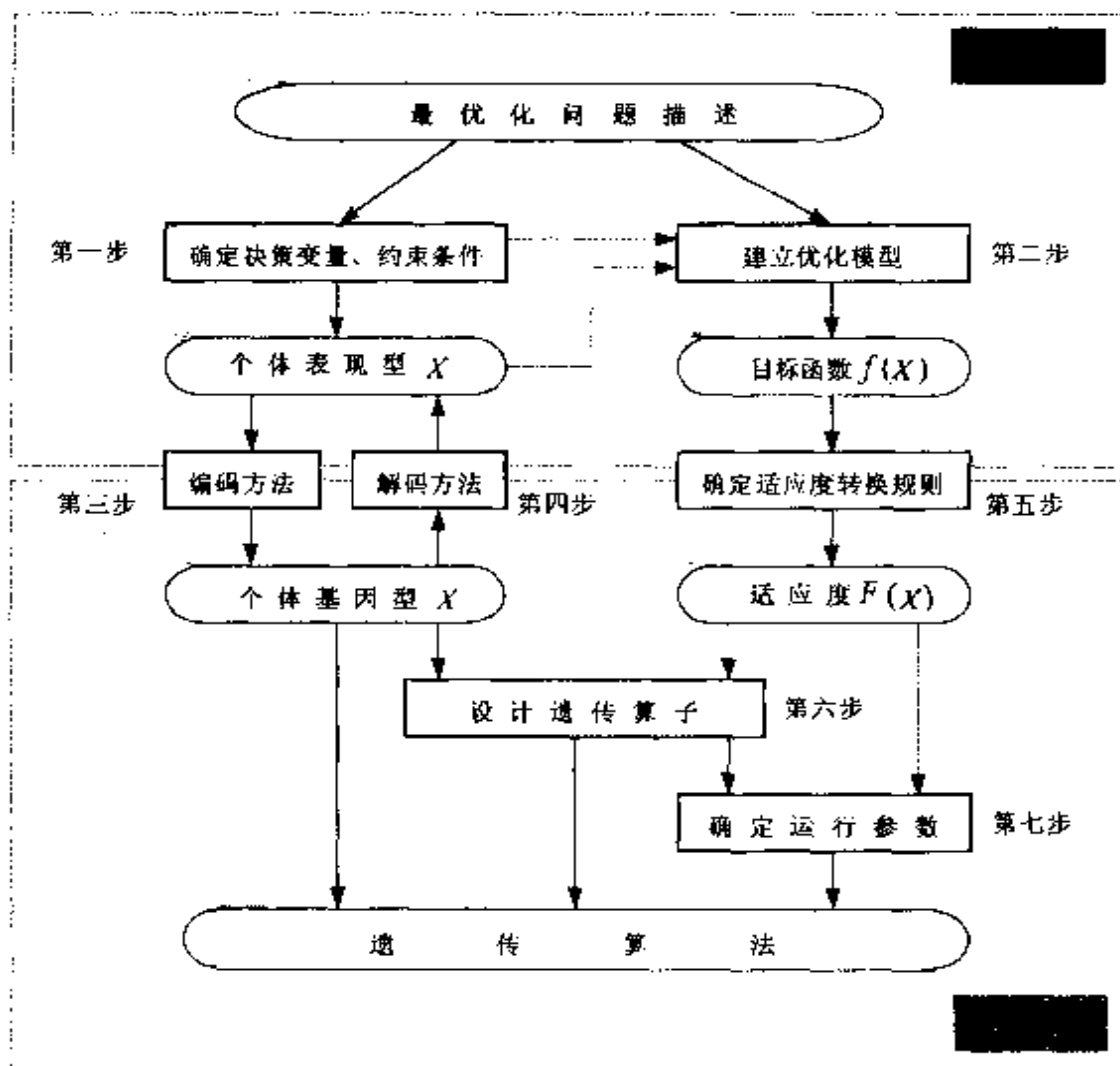 最优化问题描述
第一步
确定决策变量、约束条件
建立优化模型
第二步
个体表现型 X
目标函数 f(X)
编码方法
解码方法
确定适应度转换规则
第三步
第四步
第五步
个体基因型 X
适应度 F(X)
设计遗传算子
第六步
确定运行参数
第七步
遗传算法